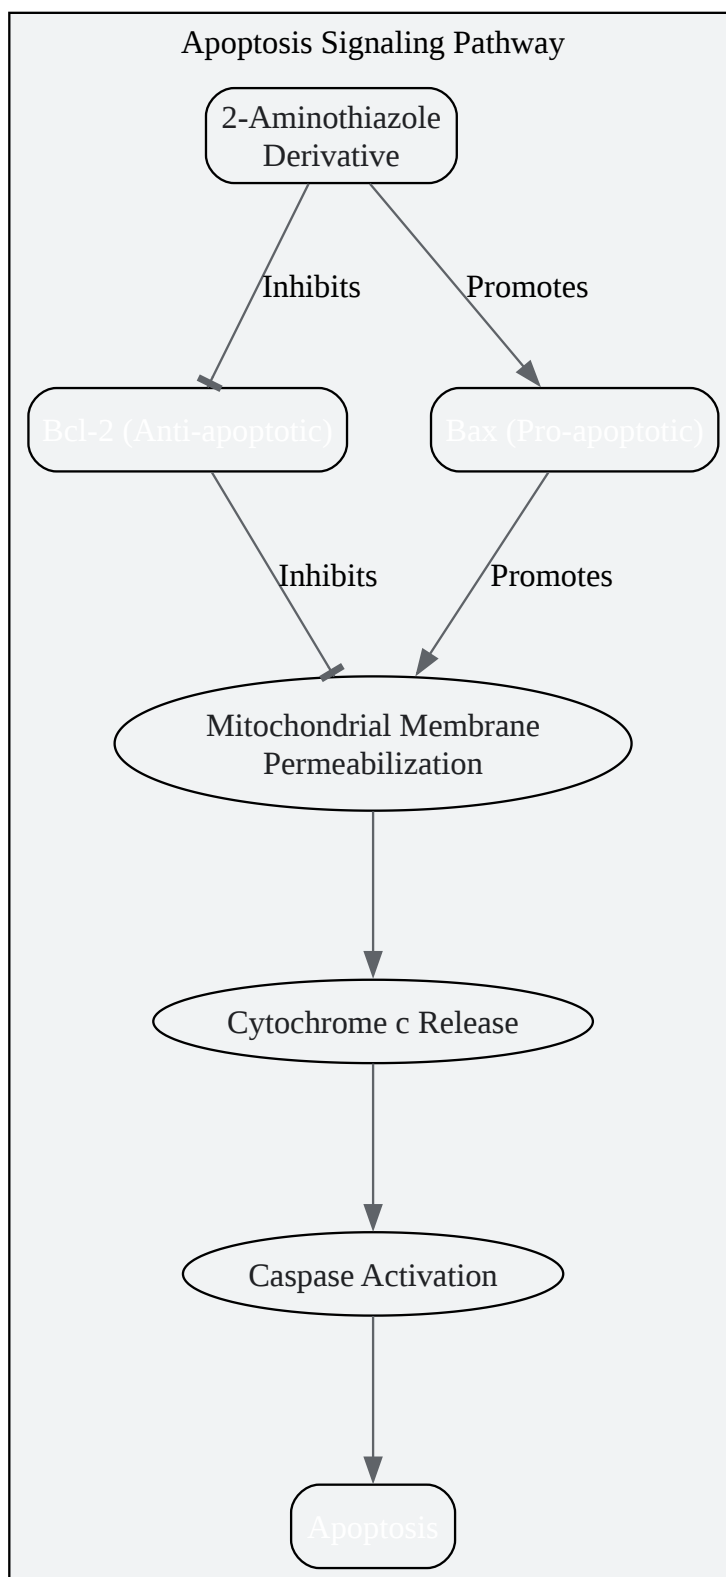 Apoptosis Signaling Pathway
2-Aminothiazole
Derivative
Inhibits
Promotes
Bcl-2 (Anti-apoptotic)
Bax (Pro-apoptotic)
Inhibits
Promotes
Mitochondrial Membrane
Permeabilization
Cytochrome c Release
Caspase Activation
Apoptosis